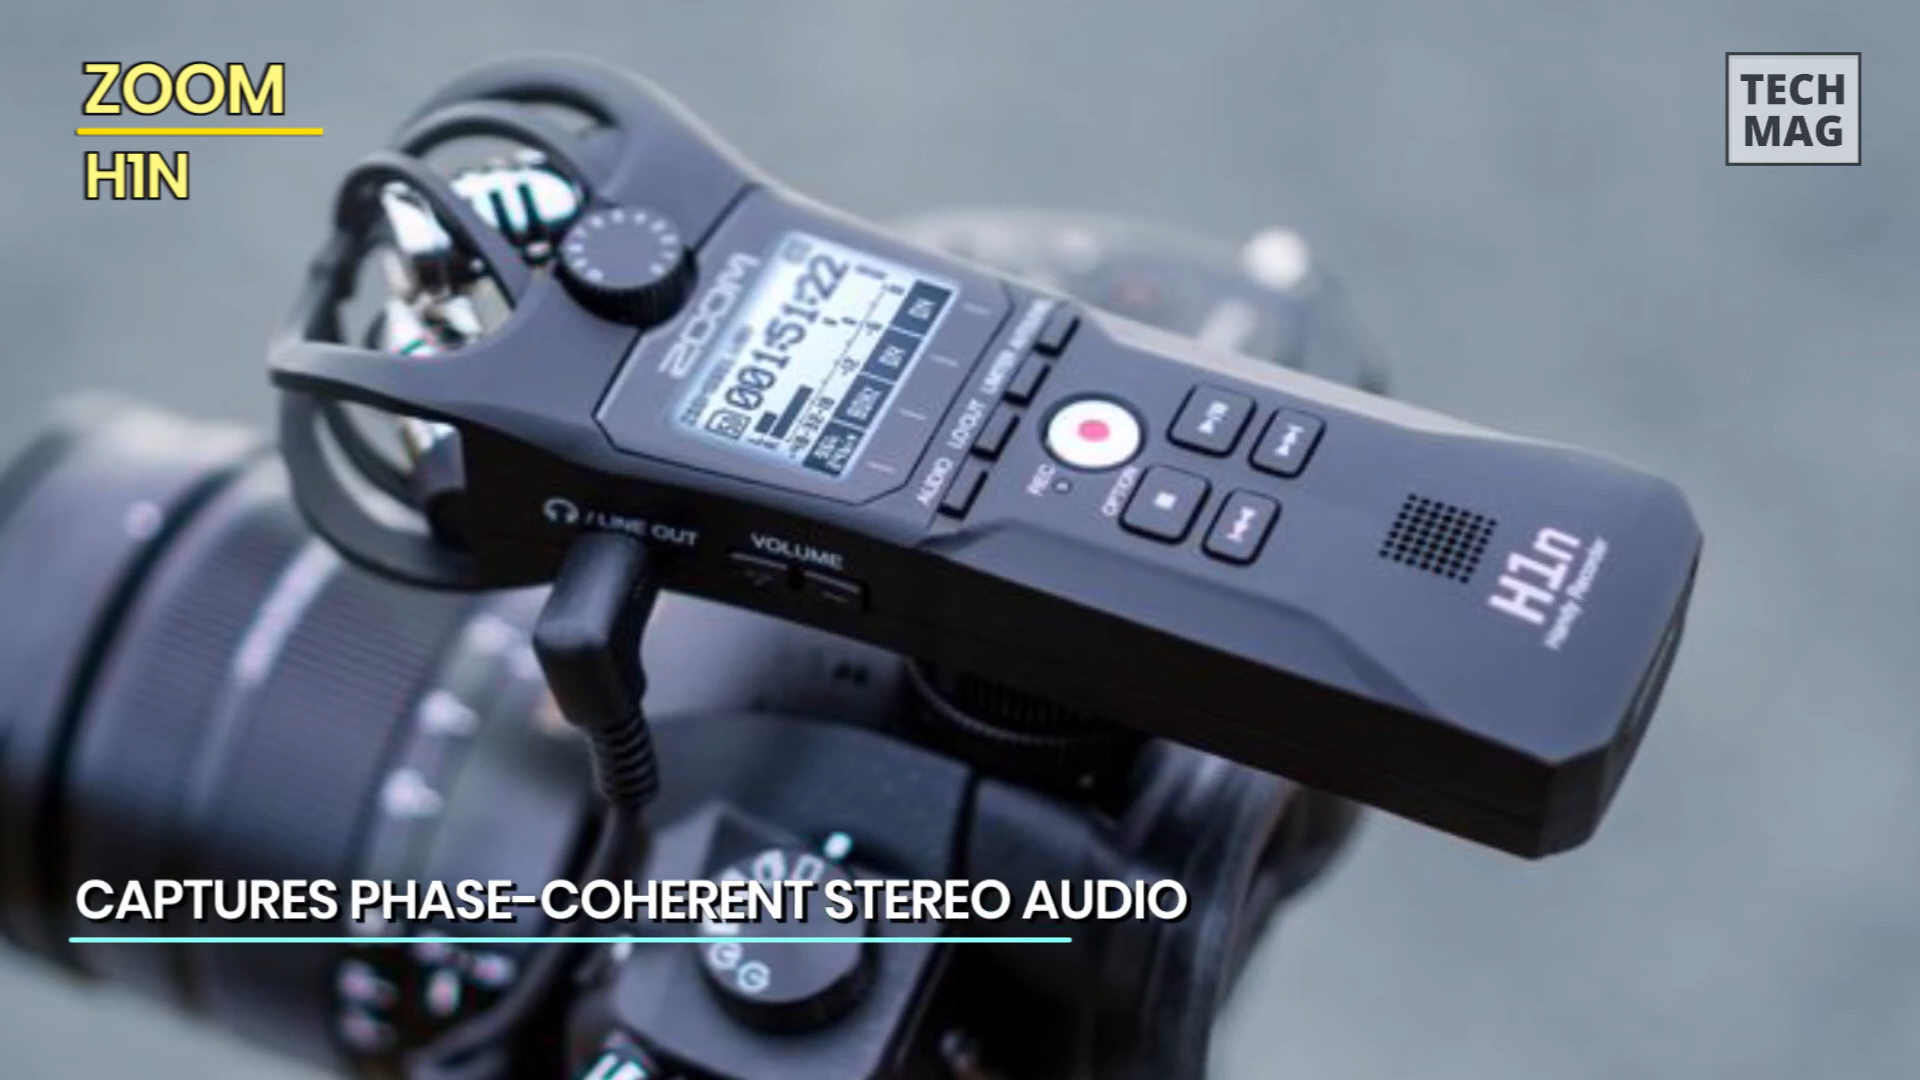 ZOOM
H1N
TECH
MAG
ZOOM
001:51:22
AUDIO
LO CUT
LIMITER
REC
OPTION
/ LINE OUT
VOLUME
H1n
Handy Recorder
CAPTURES PHASE-COHERENT STEREO AUDIO